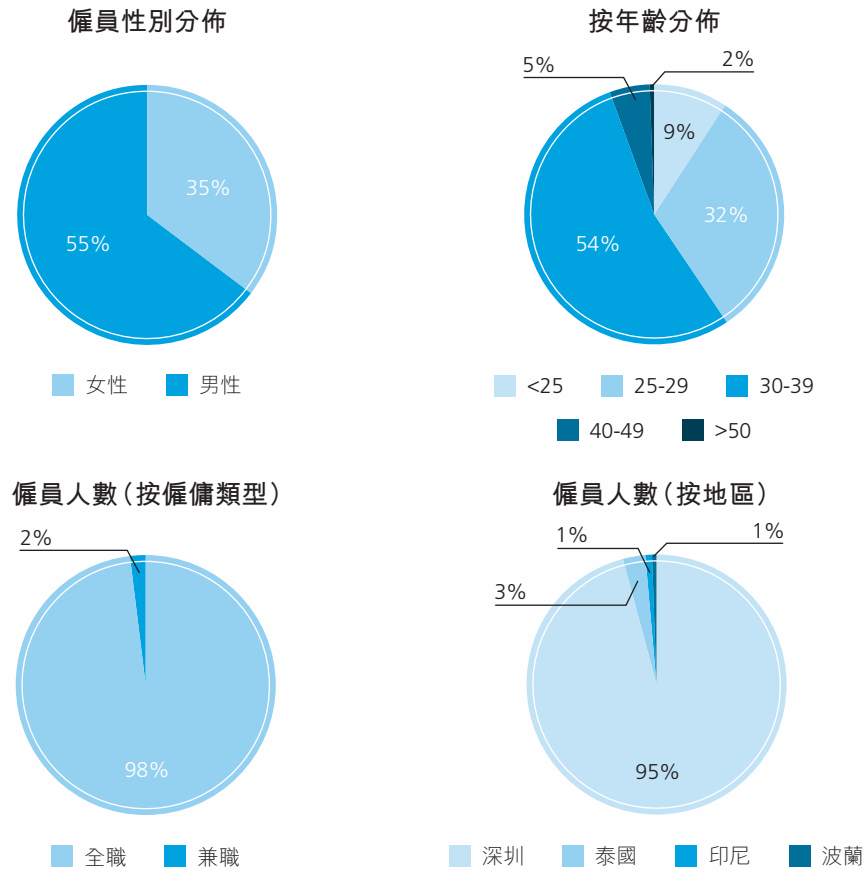 僱員性別分佈
35%
55%
女性
男性
按年齡分佈
5%
2%
9%
32%
54%
<25
25-29
30-39
40-49
>50
僱員人數（按僱傭類型）
2%
98%
全職
兼職
僱員人數（按地區）
1%
1%
3%
95%
深圳
泰國
印尼
波蘭